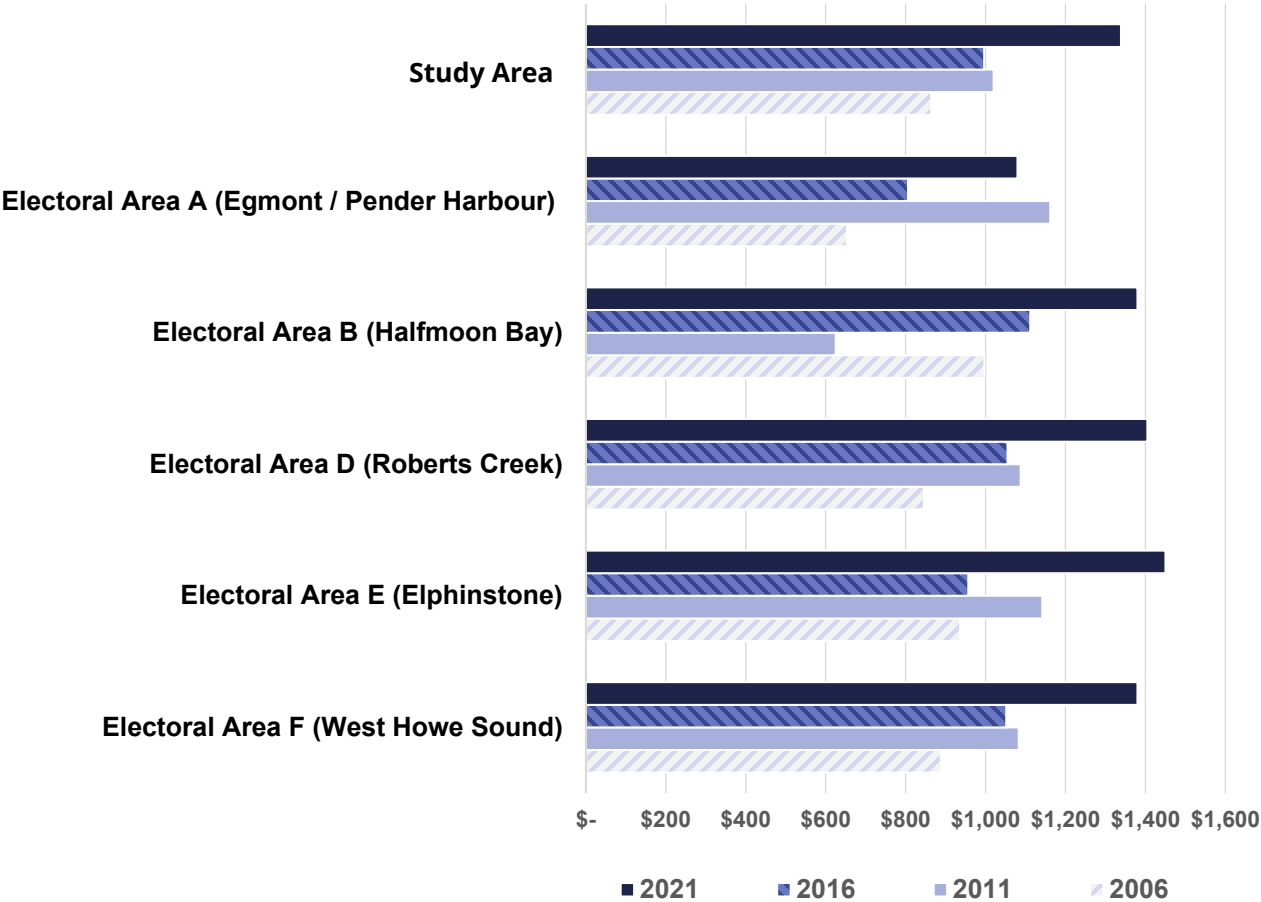 Study Area
Electoral Area A (Egmont / Pender Harbour)
Electoral Area B (Halfmoon Bay)
Electoral Area D (Roberts Creek)
Electoral Area E (Elphinstone)
Electoral Area F (West Howe Sound)
$- $200 $400 $600 $800 $1,000 $1,200 $1,400 $1,600
2021 2016 2011 2006